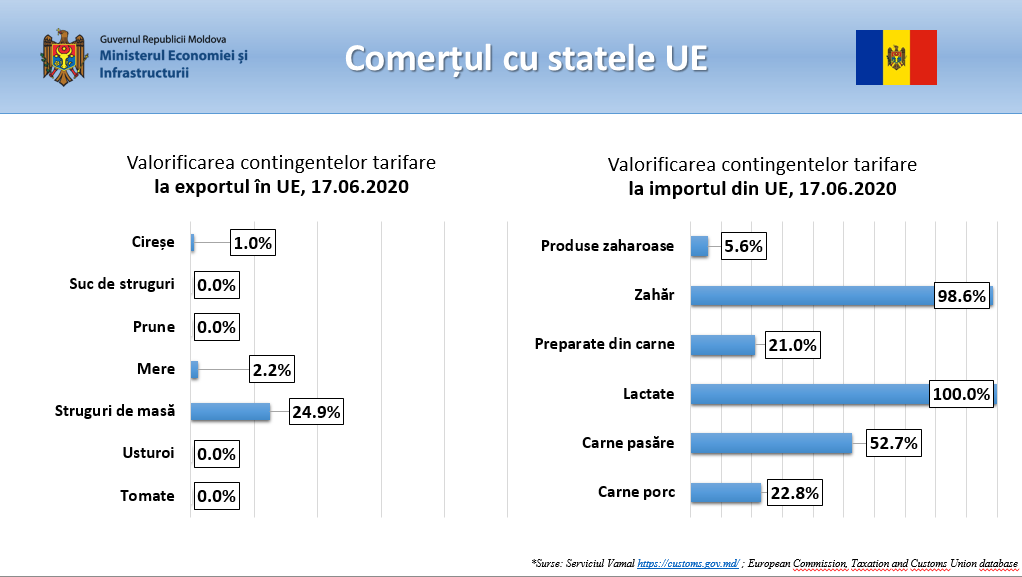 Guvernul Republicii Moldova
Ministerul Economiei și
Infrastructurii
Comerțul cu statele UE
Valorificarea contingentelor tarifare
la exportul în UE, 17.06.2020
Cireșe 1.0%
Suc de struguri 0.0%
Prune 0.0%
Mere 2.2%
Struguri de masă 24.9%
Usturoi 0.0%
Tomate 0.0%
Valorificarea contingentelor tarifare
la importul din UE, 17.06.2020
Produse zaharoase 5.6%
Zahăr 98.6%
Preparate din carne 21.0%
Lactate 100.0%
Carne pasăre 52.7%
Carne porc 22.8%
*Surse: Serviciul Vamal https://customs.gov.md/ ; European Commission, Taxation and Customs Union database